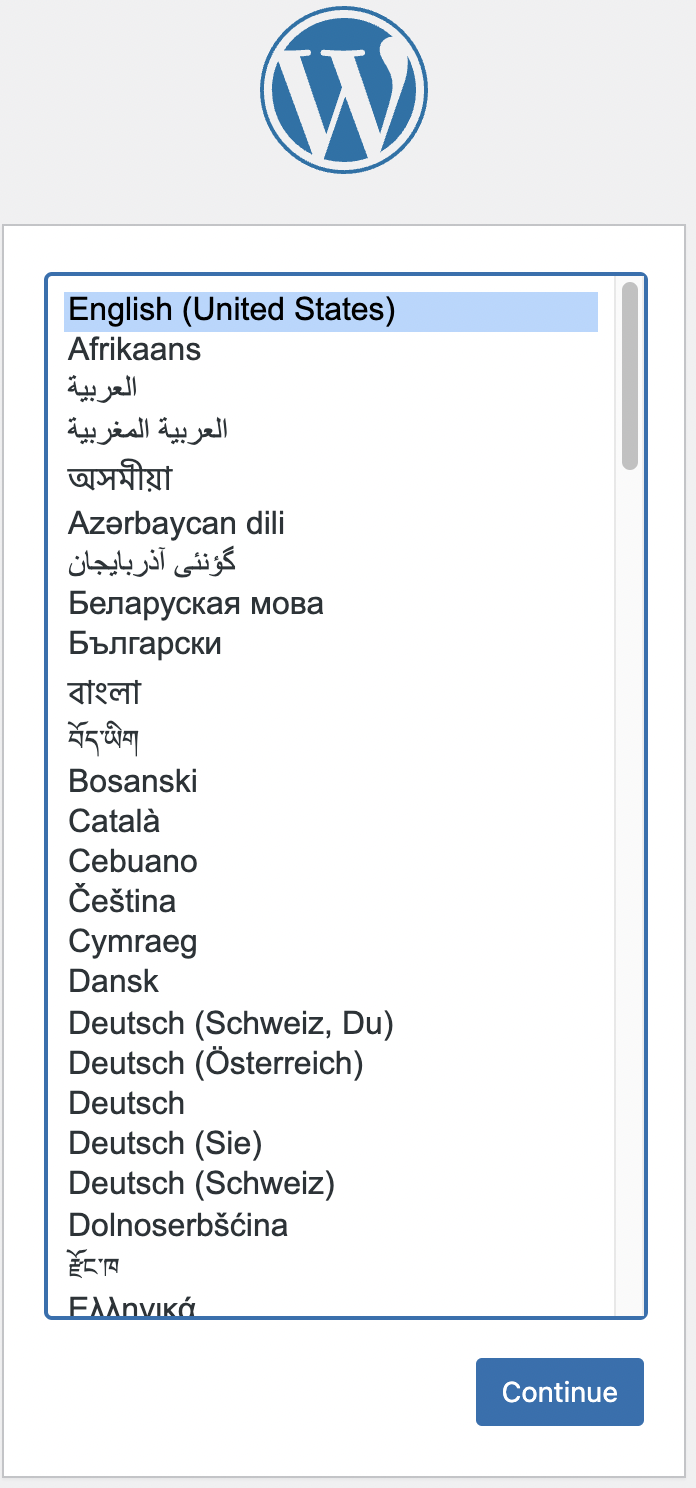 English (United States)
Afrikaans
العربية
العربية المغربية
অসমীয়া
Azərbaycan dili
گؤنئی آذربایجان
Беларуская мова
Български
বাংলা
བོད་ཡིག
Bosanski
Català
Cebuano
Čeština
Cymraeg
Dansk
Deutsch (Schweiz, Du)
Deutsch (Österreich)
Deutsch
Deutsch (Sie)
Deutsch (Schweiz)
Dolnoserbšćina
རྫོང་ཁ
Ελληνικά
Continue